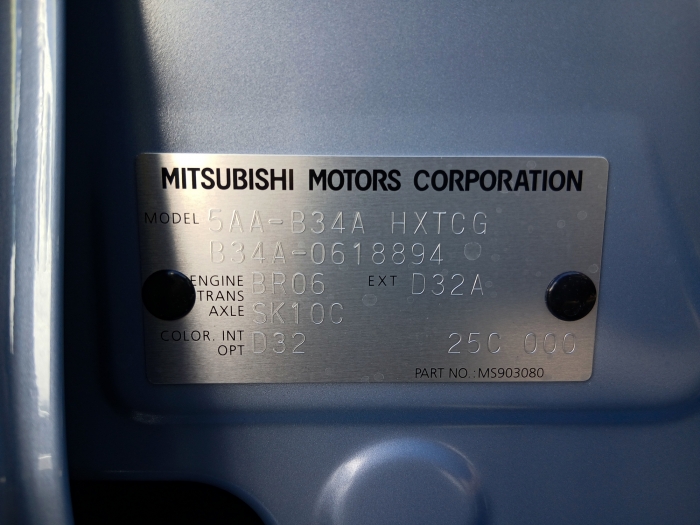 MITSUBISHI MOTORS CORPORATION
MODEL 5AA-B34A HXTCG
B34A-0618894
ENGINE BR06 EXT D32A
TRANS
AXLE SK10C
COLOR. INT D32 25C 000
OPT
PART NO.:MS903080